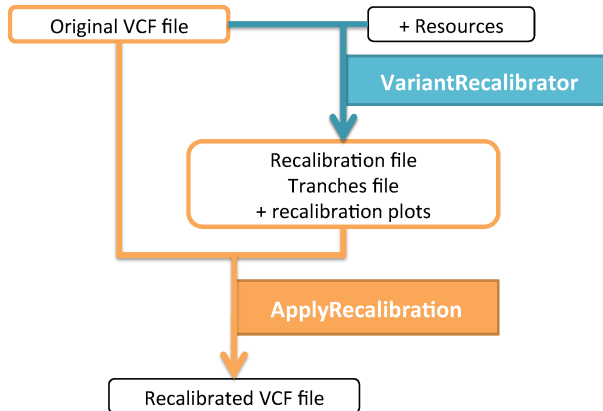 Original VCF file
+ Resources
VariantRecalibrator
Recalibration file
Tranches file
+ recalibration plots
ApplyRecalibration
Recalibrated VCF file